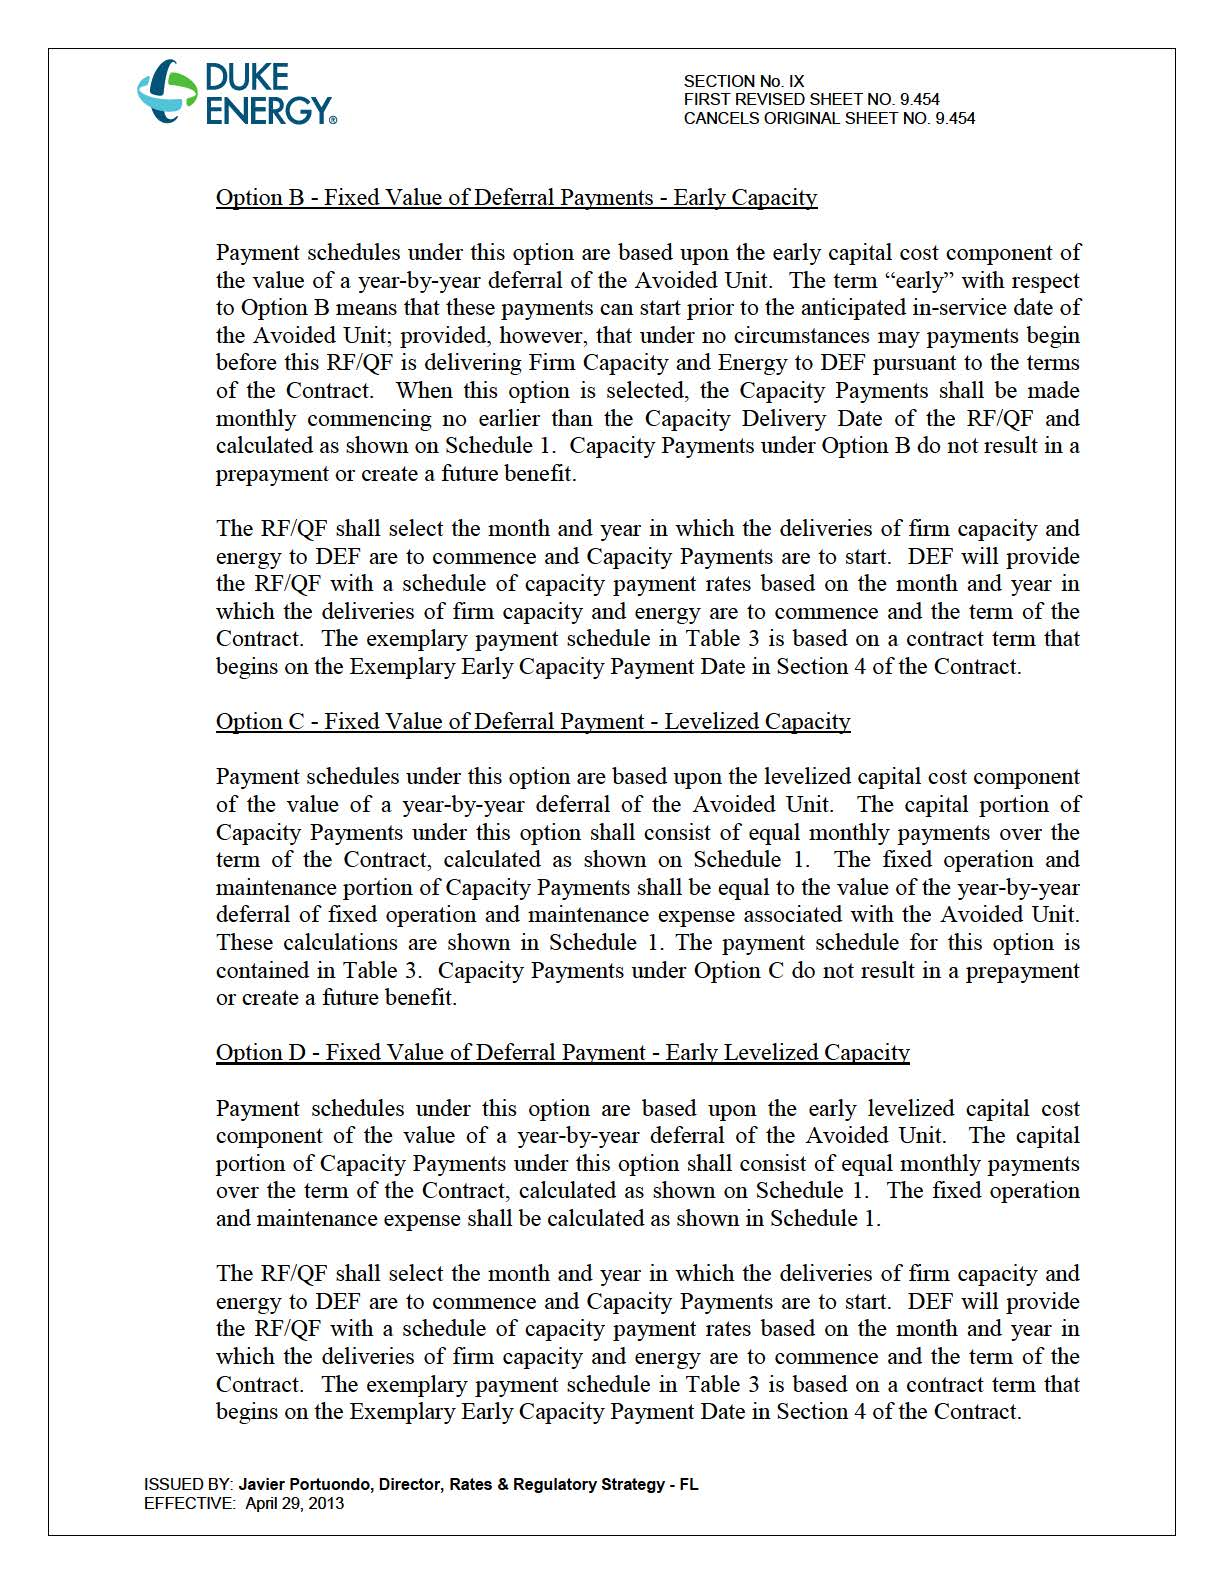 DUKE
ENERGY®
SECTION No. IX
FIRST REVISED SHEET NO. 9.454
CANCELS ORIGINAL SHEET NO. 9.454
Option B - Fixed Value of Deferral Payments - Early Capacity
Payment schedules under this option are based upon the early capital cost component of
the value of a year-by-year deferral of the Avoided Unit.  The term “early” with respect
to Option B means that these payments can start prior to the anticipated in-service date of
the Avoided Unit; provided, however, that under no circumstances may payments begin
before this RF/QF is delivering Firm Capacity and Energy to DEF pursuant to the terms
of the Contract.  When this option is selected, the Capacity Payments shall be made
monthly commencing no earlier than the Capacity Delivery Date of the RF/QF and
calculated as shown on Schedule 1.  Capacity Payments under Option B do not result in a
prepayment or create a future benefit.
The RF/QF shall select the month and year in which the deliveries of firm capacity and
energy to DEF are to commence and Capacity Payments are to start.  DEF will provide
the RF/QF with a schedule of capacity payment rates based on the month and year in
which the deliveries of firm capacity and energy are to commence and the term of the
Contract.  The exemplary payment schedule in Table 3 is based on a contract term that
begins on the Exemplary Early Capacity Payment Date in Section 4 of the Contract.
Option C - Fixed Value of Deferral Payment - Levelized Capacity
Payment schedules under this option are based upon the levelized capital cost component
of the value of a year-by-year deferral of the Avoided Unit.  The capital portion of
Capacity Payments under this option shall consist of equal monthly payments over the
term of the Contract, calculated as shown on Schedule 1.  The fixed operation and
maintenance portion of Capacity Payments shall be equal to the value of the year-by-year
deferral of fixed operation and maintenance expense associated with the Avoided Unit.
These calculations are shown in Schedule 1. The payment schedule for this option is
contained in Table 3.  Capacity Payments under Option C do not result in a prepayment
or create a future benefit.
Option D - Fixed Value of Deferral Payment - Early Levelized Capacity
Payment schedules under this option are based upon the early levelized capital cost
component of the value of a year-by-year deferral of the Avoided Unit.  The capital
portion of Capacity Payments under this option shall consist of equal monthly payments
over the term of the Contract, calculated as shown on Schedule 1.  The fixed operation
and maintenance expense shall be calculated as shown in Schedule 1.
The RF/QF shall select the month and year in which the deliveries of firm capacity and
energy to DEF are to commence and Capacity Payments are to start.  DEF will provide
the RF/QF with a schedule of capacity payment rates based on the month and year in
which the deliveries of firm capacity and energy are to commence and the term of the
Contract.  The exemplary payment schedule in Table 3 is based on a contract term that
begins on the Exemplary Early Capacity Payment Date in Section 4 of the Contract.
ISSUED BY: Javier Portuondo, Director, Rates & Regulatory Strategy - FL
EFFECTIVE:  April 29, 2013